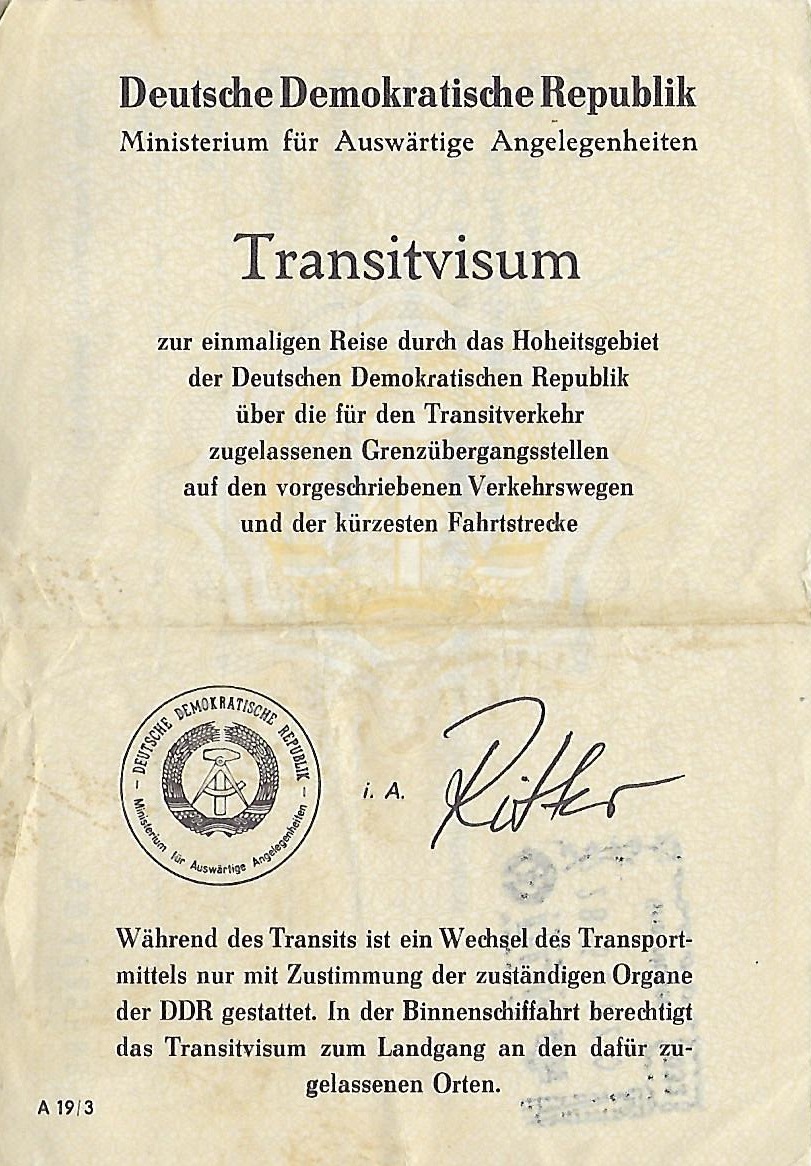 Deutsche Demokratische Republik
Ministerium für Auswärtige Angelegenheiten
Transitvisum
zur einmaligen Reise durch das Hoheitsgebiet
der Deutschen Demokratischen Republik
über die für den Transitverkehr
zugelassenen Grenzübergangsstellen
auf den vorgeschriebenen Verkehrswegen
und der kürzesten Fahrtstrecke
– DEUTSCHE DEMOKRATISCHE REPUBLIK –
Ministerium für Auswärtige Angelegenheiten
i. A.
Während des Transits ist ein Wechsel des Transport-
mittels nur mit Zustimmung der zuständigen Organe
der DDR gestattet. In der Binnenschiffahrt berechtigt
das Transitvisum zum Landgang an den dafür zu-
gelassenen Orten.
A 19/3